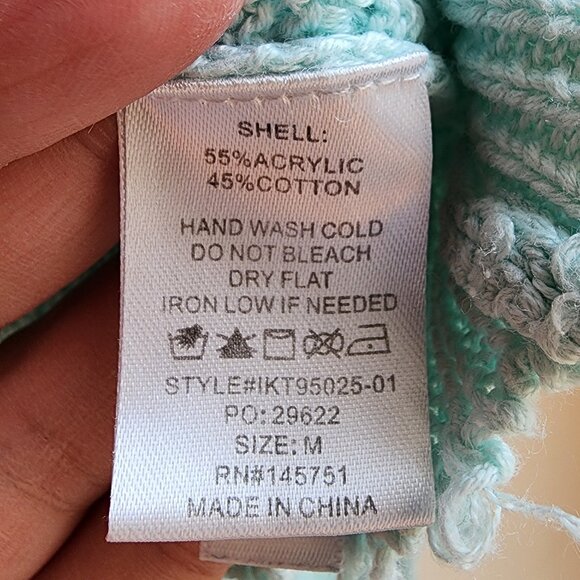 SHELL:
55%ACRYLIC
45%COTTON
HAND WASH COLD
DO NOT BLEACH
DRY FLAT
IRON LOW IF NEEDED
STYLE#IKT95025-01
PO: 29622
SIZE: M
RN#145751
MADE IN CHINA